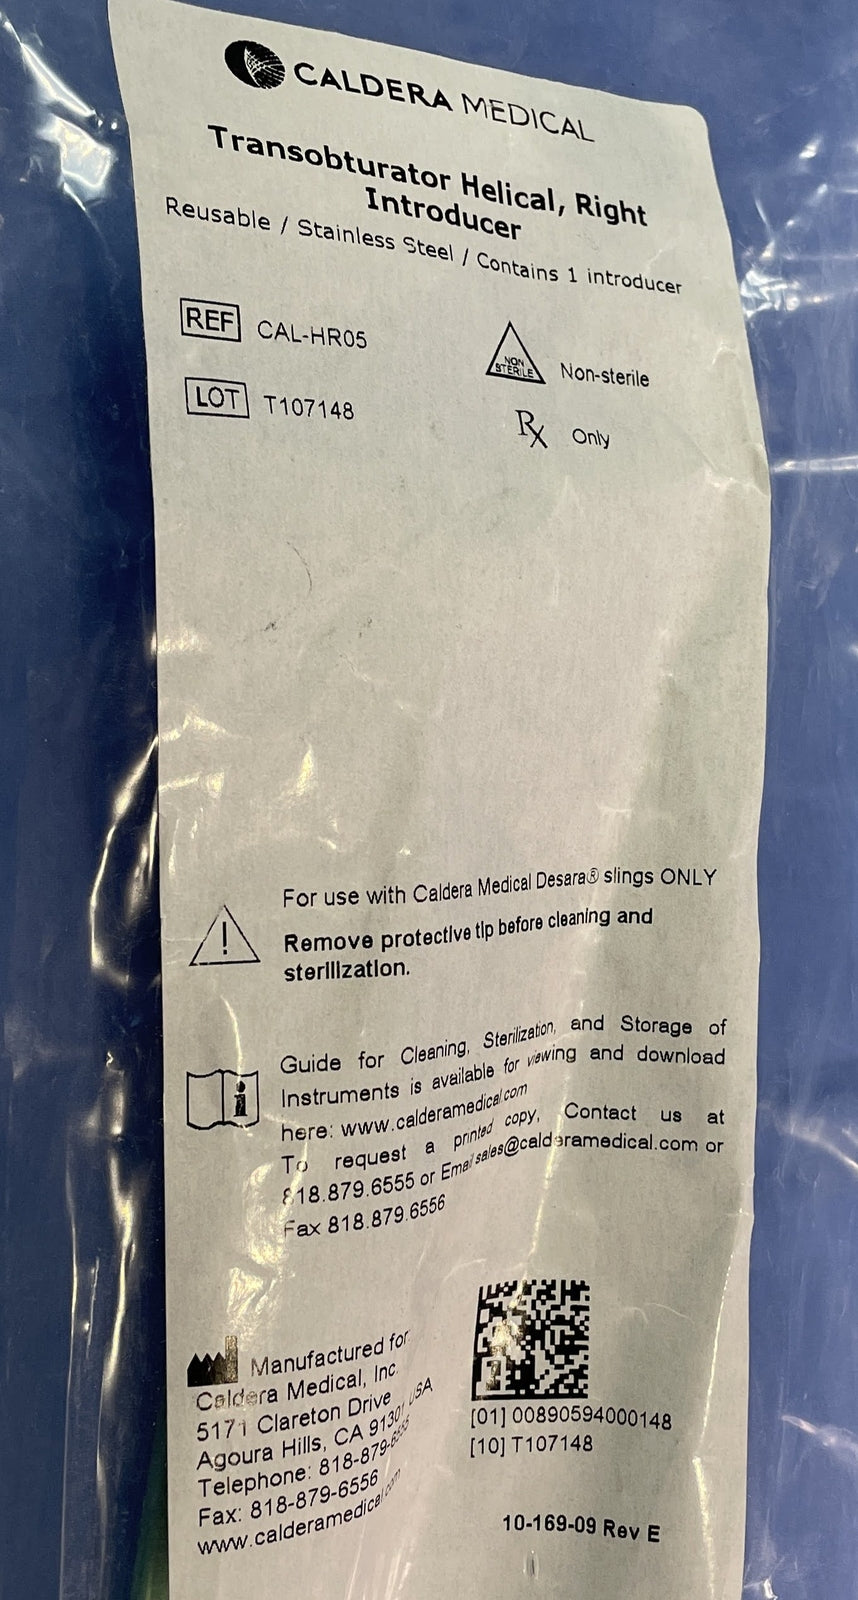 CALDERA MEDICAL
Transobturator Helical, Right
Introducer
Reusable / Stainless Steel / Contains 1 introducer
REF CAL-HR05
NON
STERILE Non-sterile
LOT T107148
Rx Only
For use with Caldera Medical Desara® slings ONLY
!
Remove protective tip before cleaning and
sterilization.
Guide for Cleaning, Sterilization, and Storage of
Instruments is available for viewing and download
here: www.calderamedical.com
To request a printed copy, Contact us at
818.879.6555 or Email sales@calderamedical.com or
Fax 818.879.6556
Manufactured for
Caldera Medical, Inc.
5171 Clareton Drive
Agoura Hills, CA 91301 USA
Telephone: 818-879-6555
Fax: 818-879-6556
www.calderamedical.com
[01] 00890594000148
[10] T107148
10-169-09 Rev E